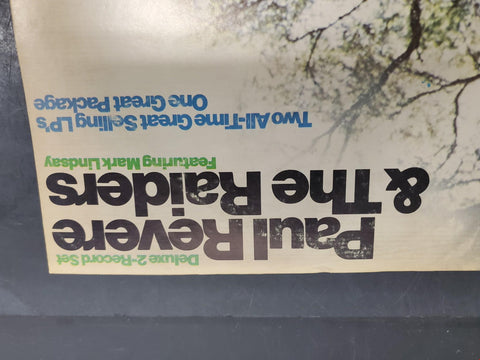 Deluxe 2-Record Set
Paul Revere
& The Raiders
Featuring Mark Lindsay
Two All-Time Great Selling LP's
One Great Package